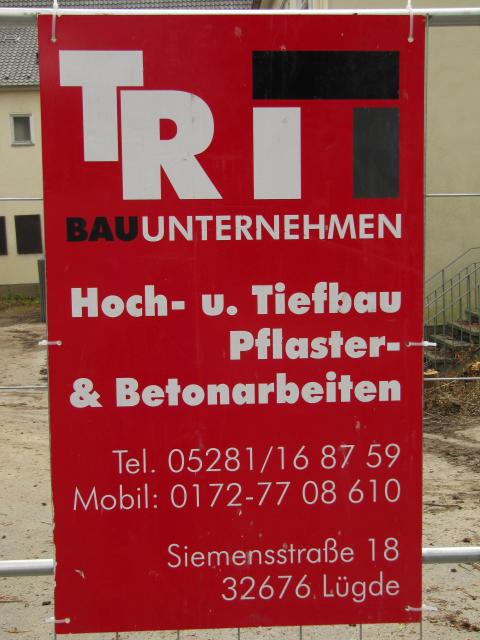 TRIT
BAUUNTERNEHMEN
Hoch- u. Tiefbau
Pflaster-
& Betonarbeiten
Tel. 05281/16 87 59
Mobil: 0172-77 08 610
Siemensstraße 18
32676 Lügde